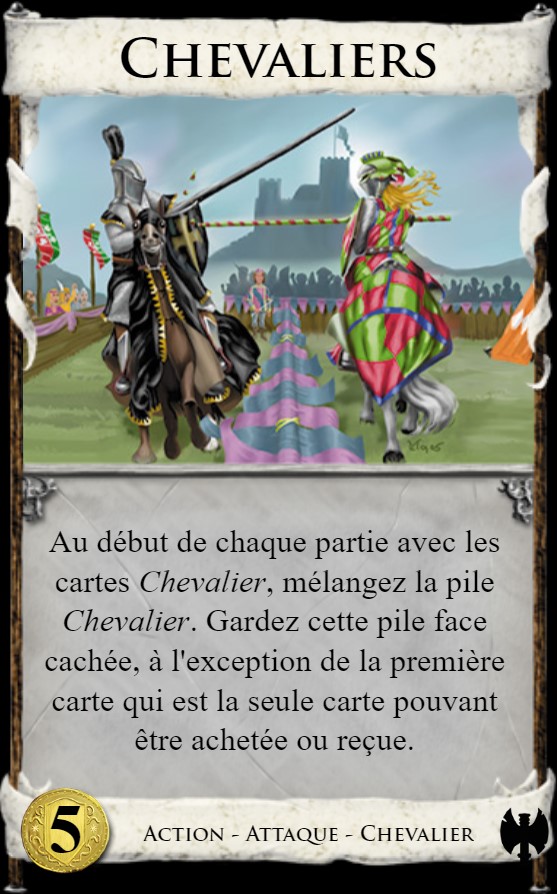 Chevaliers
Au début de chaque partie avec les
cartes Chevalier, mélangez la pile
Chevalier. Gardez cette pile face
cachée, à l'exception de la première
carte qui est la seule carte pouvant
être achetée ou reçue.
5
Action - Attaque - Chevalier